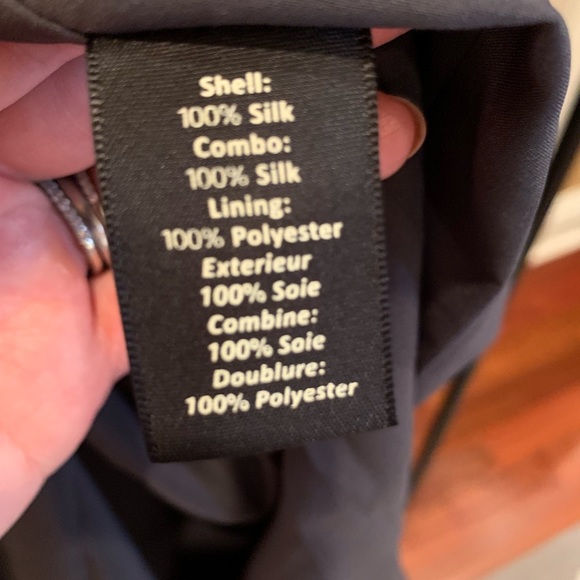 Shell:
100% Silk
Combo:
100% Silk
Lining:
100% Polyester
Exterieur
100% Soie
Combine:
100% Soie
Doublure:
100% Polyester